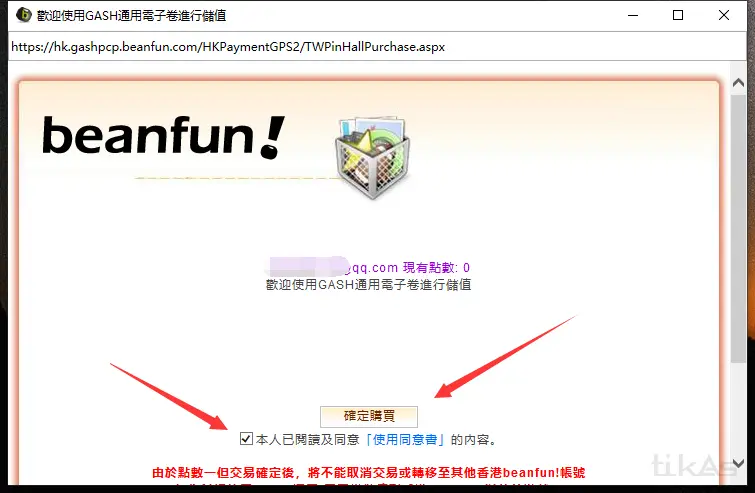 歡迎使用GASH通用電子卷進行儲值
https://hk.gashpcp.beanfun.com/HKPaymentGPS2/TWPinHallPurchase.aspx
beanfun!
qq.com 現有點數: 0
歡迎使用GASH通用電子卷進行儲值
確定購買
本人已閱讀及同意「使用同意書」的內容。
由於點數一但交易確定後，將不能取消交易或轉移至其他香港beanfun!帳號
tikAs